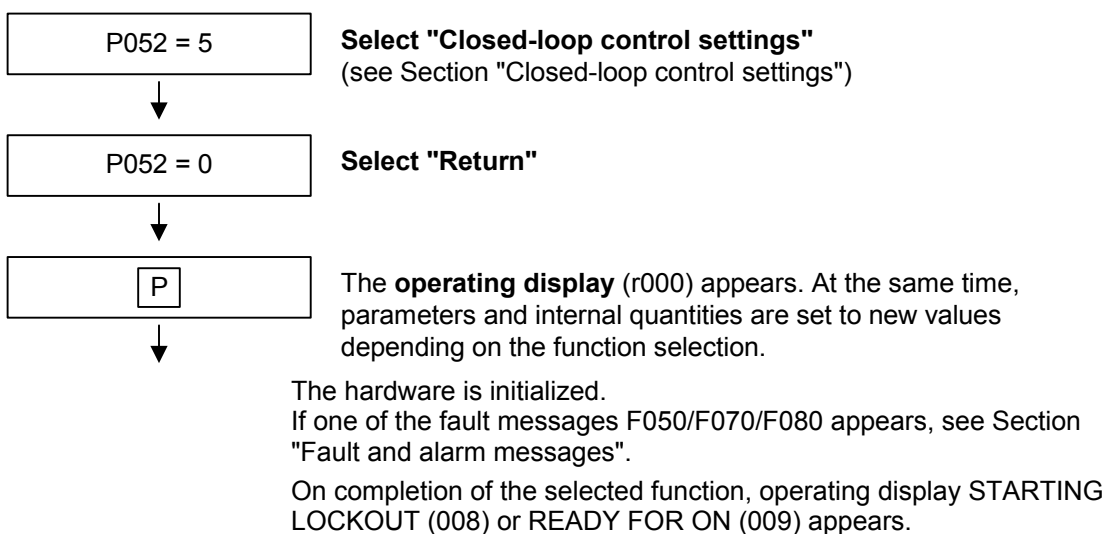 P052 = 5
Select "Closed-loop control settings"
(see Section "Closed-loop control settings")
P052 = 0
Select "Return"
P
The operating display (r000) appears. At the same time,
parameters and internal quantities are set to new values
depending on the function selection.
The hardware is initialized.
If one of the fault messages F050/F070/F080 appears, see Section
"Fault and alarm messages".
On completion of the selected function, operating display STARTING
LOCKOUT (008) or READY FOR ON (009) appears.